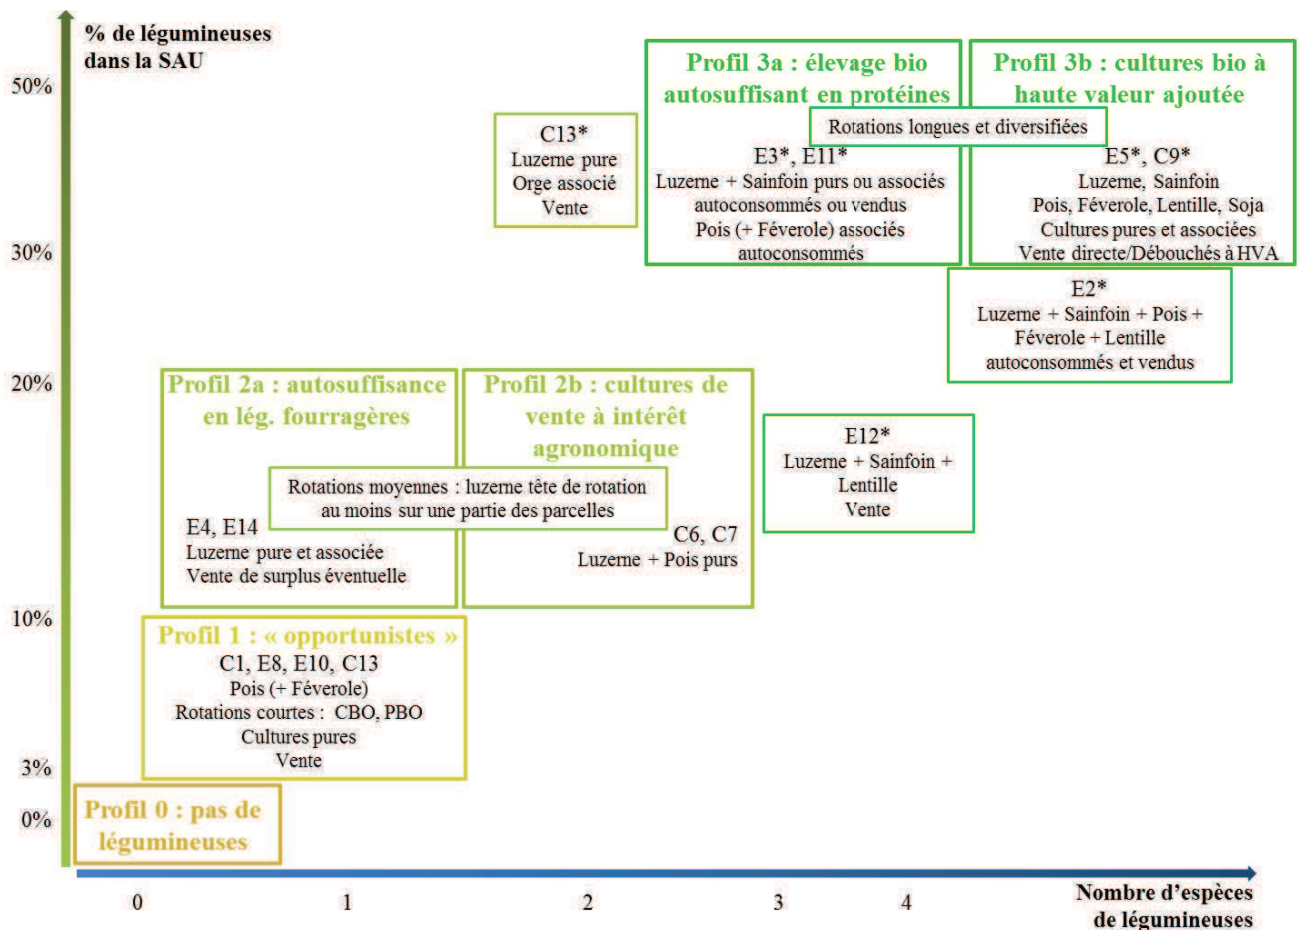 % de légumineuses
dans la SAU
50%
30%
20%
10%
3%
0%
Profil 3a : élevage bio
autosuffisant en protéines
Profil 3b : cultures bio à
haute valeur ajoutée
Rotations longues et diversifiées
C13*
Luzerne pure
Orge associé
Vente
E3*, E11*
Luzerne + Sainfoin purs ou associés
autoconsommés ou vendus
Pois (+ Féverole) associés
autoconsommés
E5*, C9*
Luzerne, Sainfoin
Pois, Féverole, Lentille, Soja
Cultures pures et associées
Vente directe/Débouchés à HVA
E2*
Luzerne + Sainfoin + Pois +
Féverole + Lentille
autoconsommés et vendus
Profil 2a : autosuffisance
en lég. fourragères
Profil 2b : cultures de
vente à intérêt
agronomique
Rotations moyennes : luzerne tête de rotation
au moins sur une partie des parcelles
E4, E14
Luzerne pure et associée
Vente de surplus éventuelle
C6, C7
Luzerne + Pois purs
E12*
Luzerne + Sainfoin +
Lentille
Vente
Profil 1 : « opportunistes »
C1, E8, E10, C13
Pois (+ Féverole)
Rotations courtes : CBO, PBO
Cultures pures
Vente
Profil 0 : pas de
légumineuses
0
1
2
3
4
Nombre d'espèces
de légumineuses